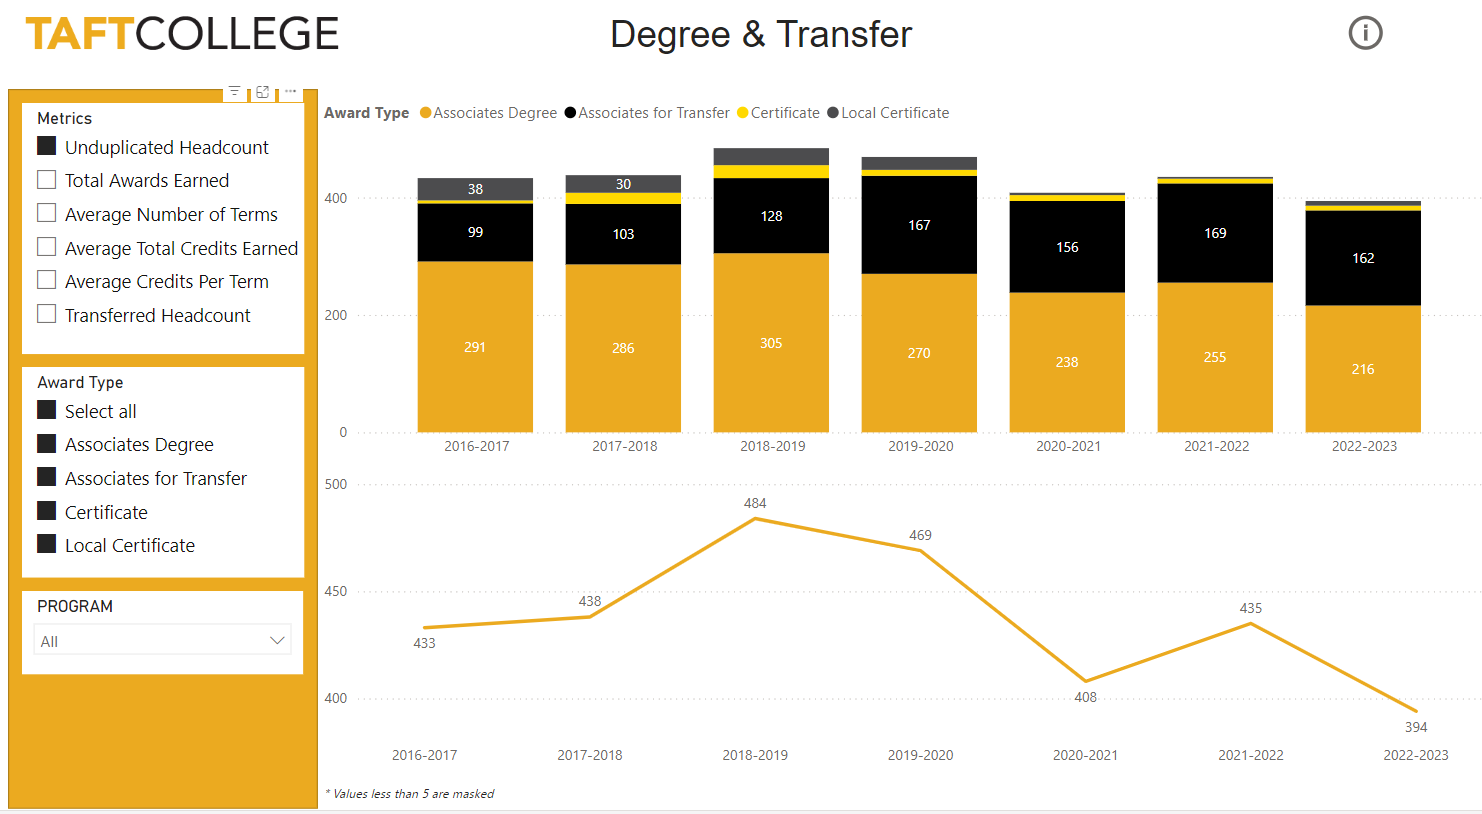 TAFTCOLLEGE
Degree & Transfer
Metrics
Unduplicated Headcount
Total Awards Earned
Average Number of Terms
Average Total Credits Earned
Average Credits Per Term
Transferred Headcount
Award Type
Select all
Associates Degree
Associates for Transfer
Certificate
Local Certificate
PROGRAM
All
Award Type Associates Degree Associates for Transfer Certificate Local Certificate
400
200
0
38 30
99 103 128 167 156 169 162
291 286 305 270 238 255 216
2016-2017 2017-2018 2018-2019 2019-2020 2020-2021 2021-2022 2022-2023
500
450
400
433 438 484 469 408 435 394
2016-2017 2017-2018 2018-2019 2019-2020 2020-2021 2021-2022 2022-2023
* Values less than 5 are masked